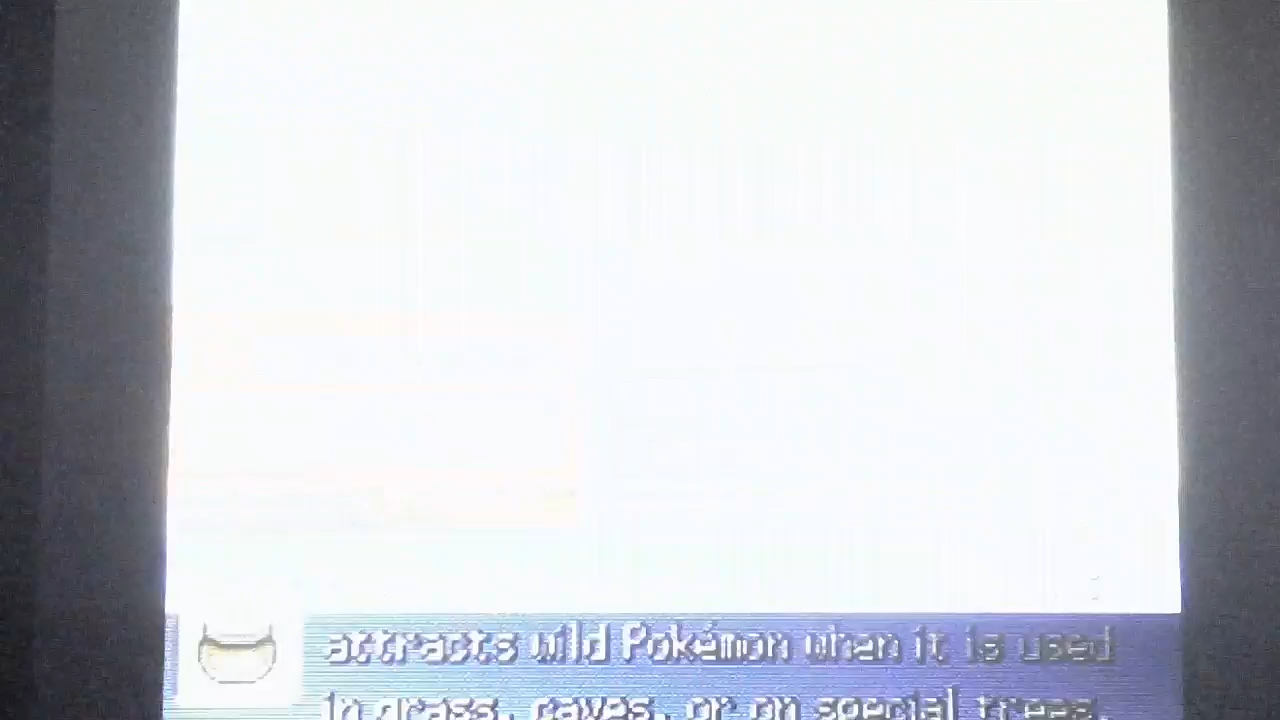 attracts wild Pokémon when it is used
in grass, caves, or on special trees